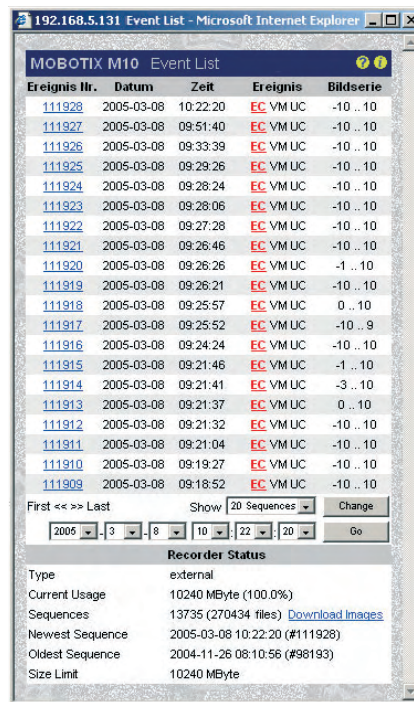 192.168.5.131 Event List - Microsoft Internet Explorer
MOBOTIX M10 Event List ? i
Ereignis Nr. Datum Zeit Ereignis Bildserie
111928 2005-03-08 10:22:20 EC VM UC -10 .. 10
111927 2005-03-08 09:51:40 EC VM UC -10 .. 10
111926 2005-03-08 09:33:39 EC VM UC -10 .. 10
111925 2005-03-08 09:29:26 EC VM UC -10 .. 10
111924 2005-03-08 09:28:24 EC VM UC -10 .. 10
111923 2005-03-08 09:28:06 EC VM UC -10 .. 10
111922 2005-03-08 09:27:28 EC VM UC -10 .. 10
111921 2005-03-08 09:26:46 EC VM UC -10 .. 10
111920 2005-03-08 09:26:26 EC VM UC -1 .. 10
111919 2005-03-08 09:26:21 EC VM UC -10 .. 10
111918 2005-03-08 09:25:57 EC VM UC 0 .. 10
111917 2005-03-08 09:25:52 EC VM UC -10 .. 9
111916 2005-03-08 09:24:24 EC VM UC -10 .. 10
111915 2005-03-08 09:21:46 EC VM UC -1 .. 10
111914 2005-03-08 09:21:41 EC VM UC -3 .. 10
111913 2005-03-08 09:21:37 EC VM UC 0 .. 10
111912 2005-03-08 09:21:32 EC VM UC -10 .. 10
111911 2005-03-08 09:21:04 EC VM UC -10 .. 10
111910 2005-03-08 09:19:27 EC VM UC -10 .. 10
111909 2005-03-08 09:18:52 EC VM UC -10 .. 10
First << >> Last Show 20 Sequences Change
2005 - 3 - 8 10 : 22 : 20 Go
Recorder Status
Type external
Current Usage 10240 MByte (100.0%)
Sequences 13735 (270434 files) Download Images
Newest Sequence 2005-03-08 10:22:20 (#111928)
Oldest Sequence 2004-11-26 08:10:56 (#98193)
Size Limit 10240 MByte